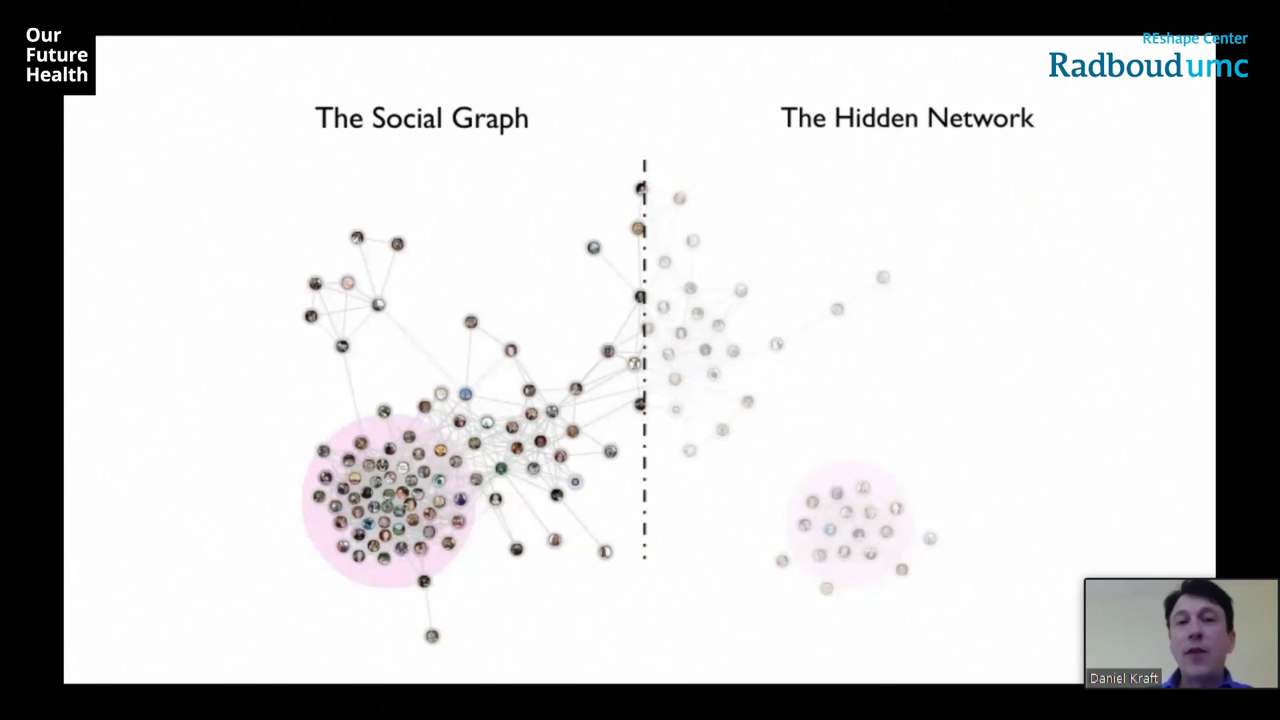 Our
Future
Health
REshape Center
Radboudumc
The Social Graph
The Hidden Network
Daniel Kraft